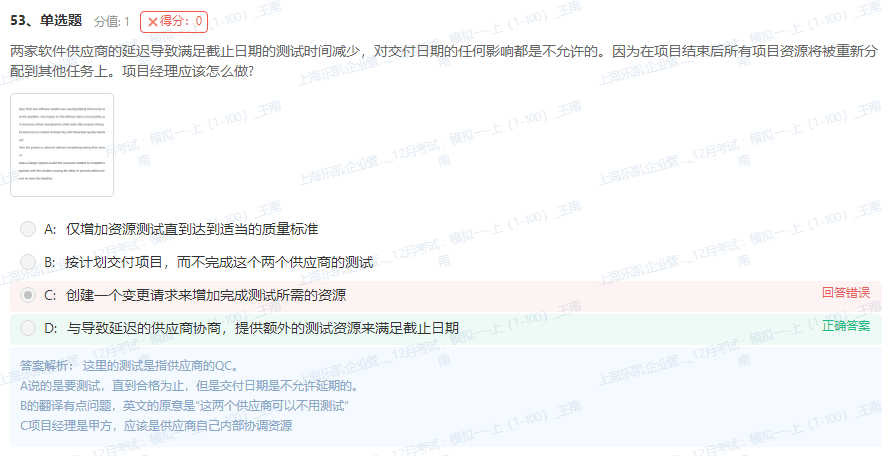 53、单选题 分值: 1 ✕得分：0
两家软件供应商的延迟导致满足截止日期的测试时间减少，对交付日期的任何影响都是不允许的。因为在项目结束后所有项目资源将被重新分
配到其他任务上。项目经理应该怎么做?
A: 仅增加资源测试直到达到适当的质量标准
B: 按计划交付项目，而不完成这个两个供应商的测试
C: 创建一个变更请求来增加完成测试所需的资源 回答错误
D: 与导致延迟的供应商协商，提供额外的测试资源来满足截止日期 正确答案
答案解析： 这里的测试是指供应商的QC。
A说的是要测试，直到合格为止，但是交付日期是不允许延期的。
B的翻译有点问题，英文的原意是“这两个供应商可以不用测试”
C项目经理是甲方，应该是供应商自己内部协调资源
上海乐凯企业管..._12月考试：模拟一-上（1-100）_王南